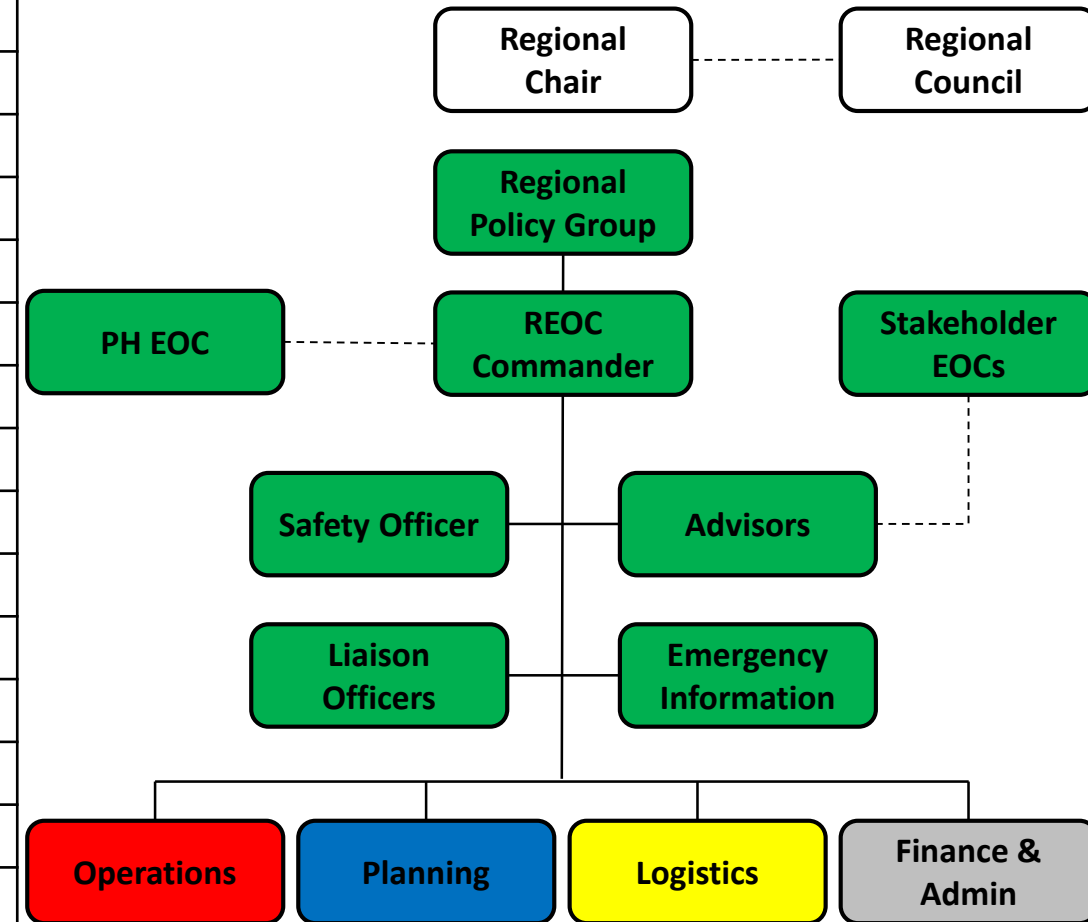 Regional
Chair
Regional
Council
Regional
Policy Group
PH EOC
REOC
Commander
Stakeholder
EOCs
Safety Officer
Advisors
Liaison
Officers
Emergency
Information
Operations
Planning
Logistics
Finance &
Admin